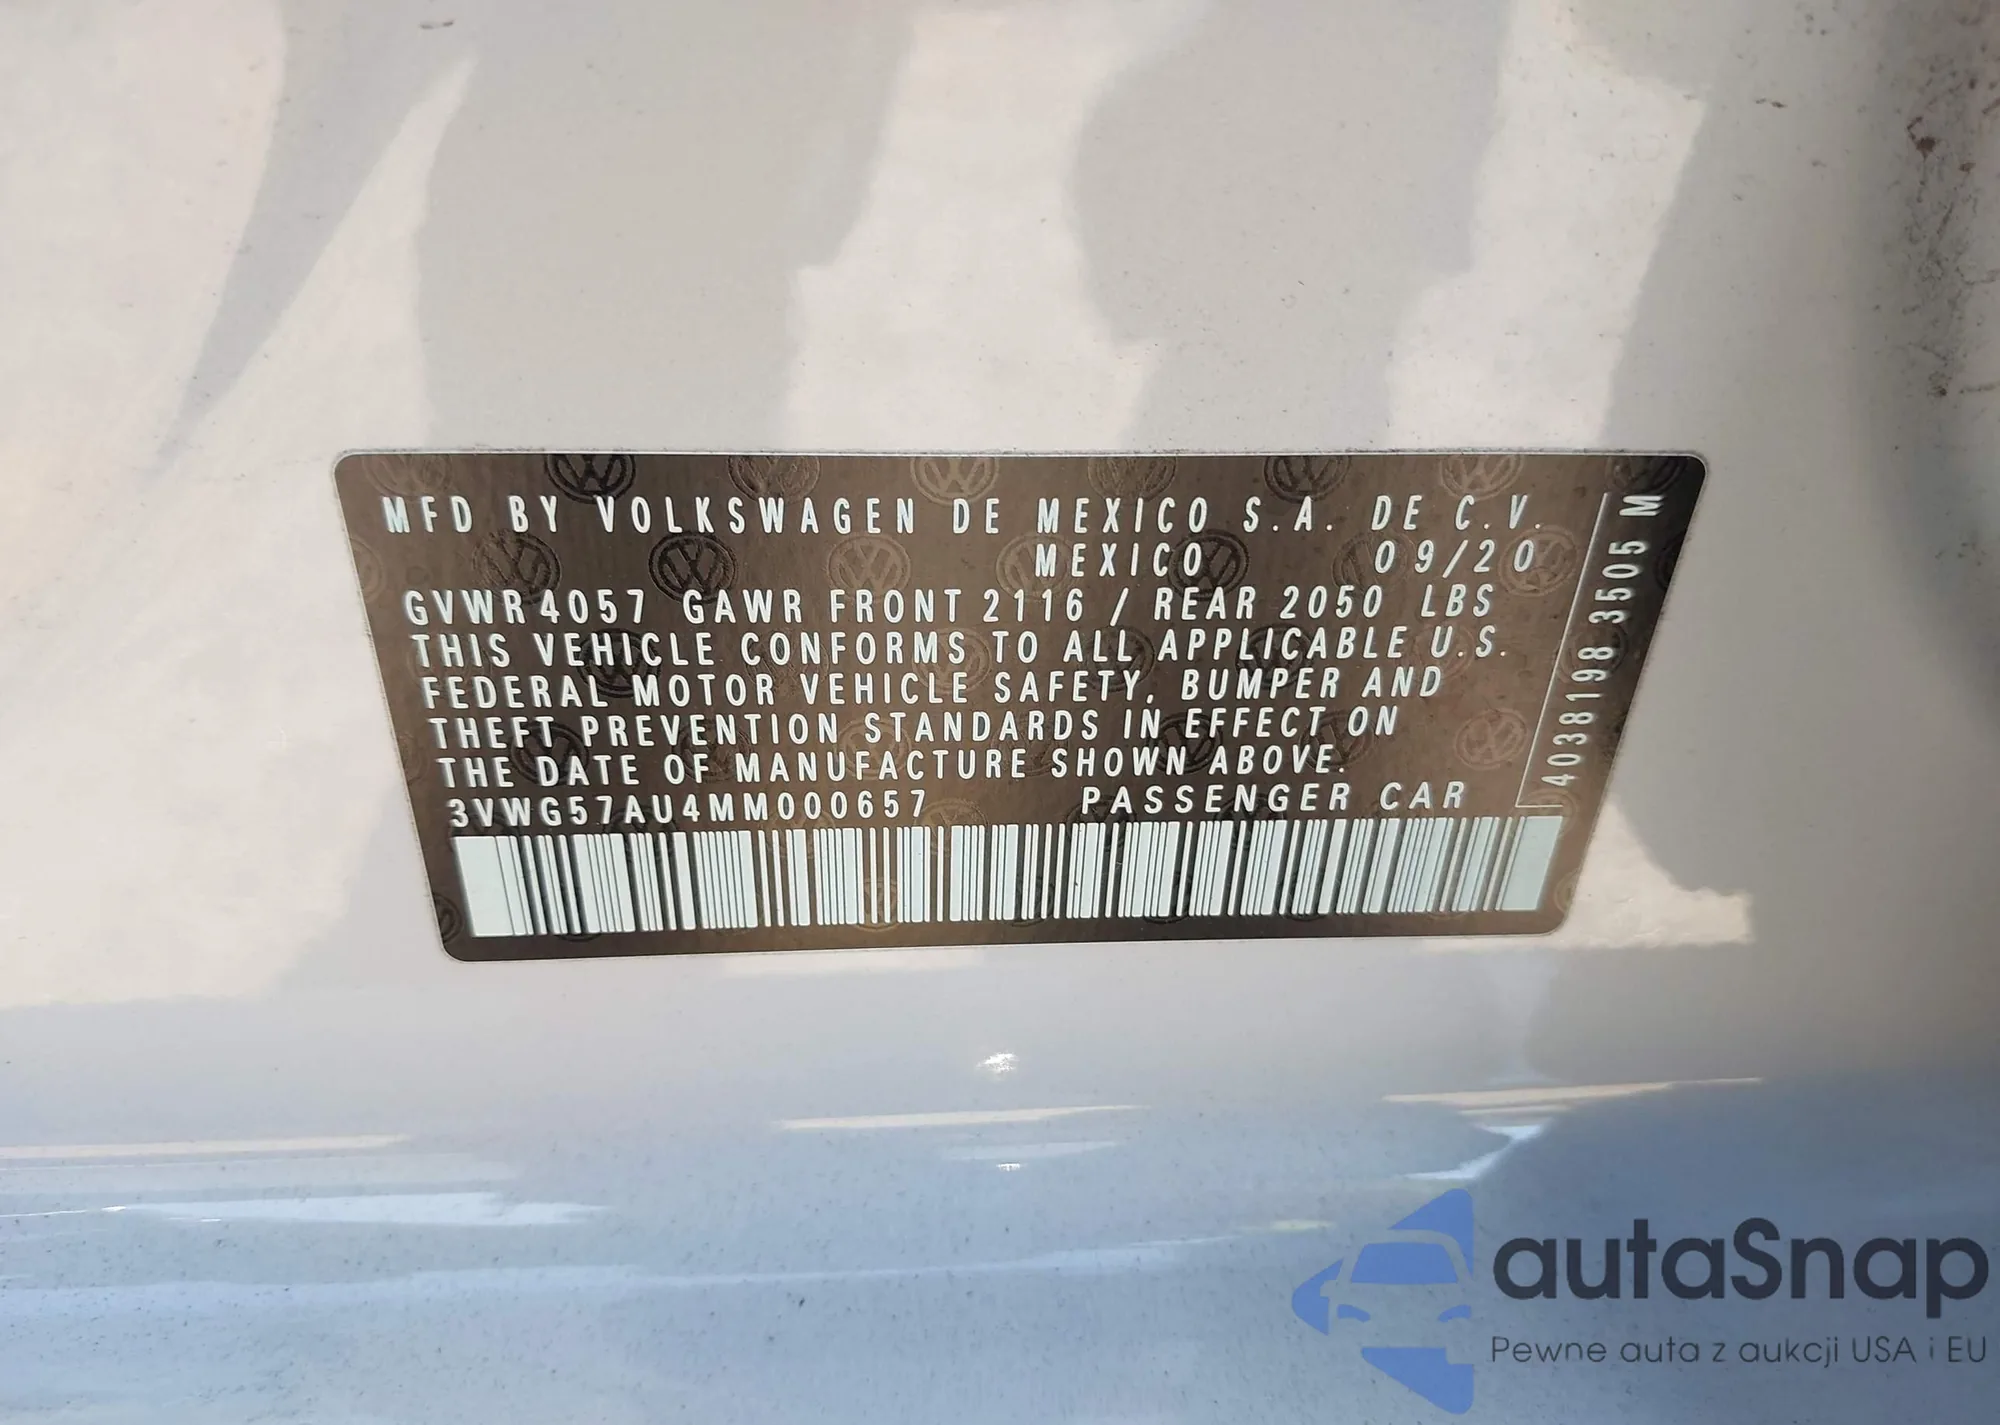 MFD BY VOLKSWAGEN DE MEXICO S.A. DE C.V.
MEXICO 09/20
GVWR 4057 GAWR FRONT 2116 / REAR 2050 LBS
THIS VEHICLE CONFORMS TO ALL APPLICABLE U.S.
FEDERAL MOTOR VEHICLE SAFETY, BUMPER AND
THEFT PREVENTION STANDARDS IN EFFECT ON
THE DATE OF MANUFACTURE SHOWN ABOVE.
3VWG57AU4MM000657 PASSENGER CAR
4038198 3505 M
autaSnap
Pewne auta z aukcji USA i EU